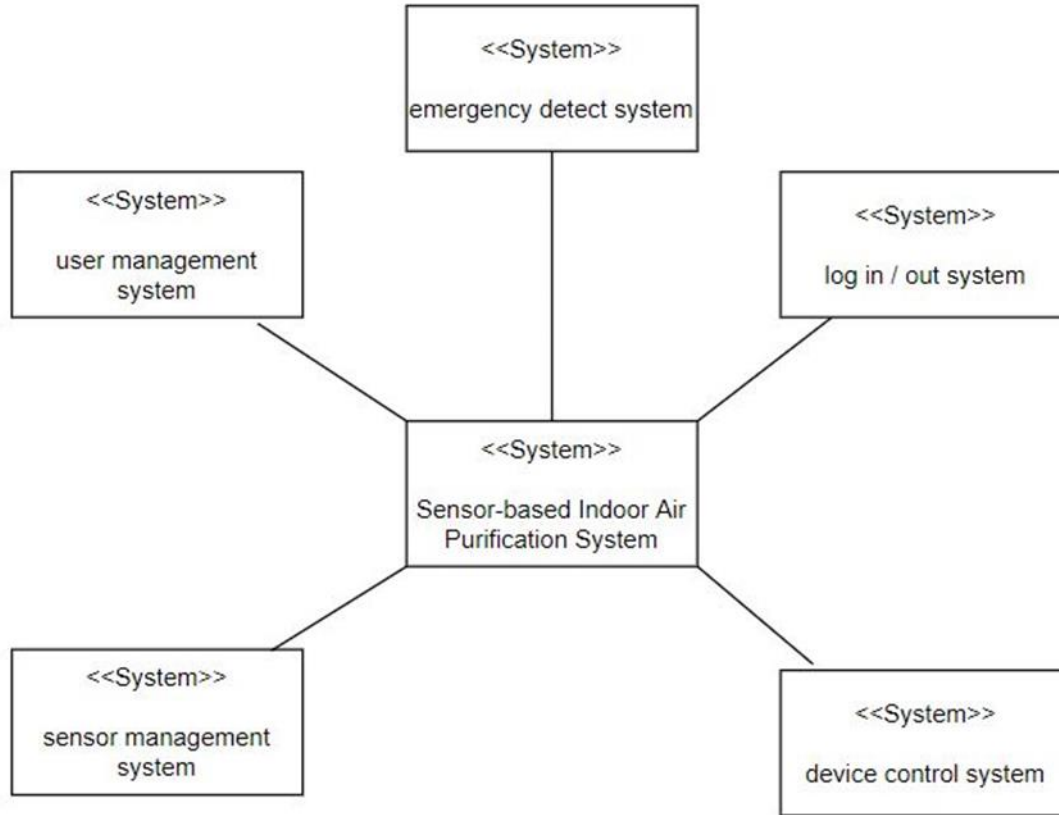 <<System>>
emergency detect system
<<System>>
user management
system
<<System>>
log in / out system
<<System>>
Sensor-based Indoor Air
Purification System
<<System>>
sensor management
system
<<System>>
device control system